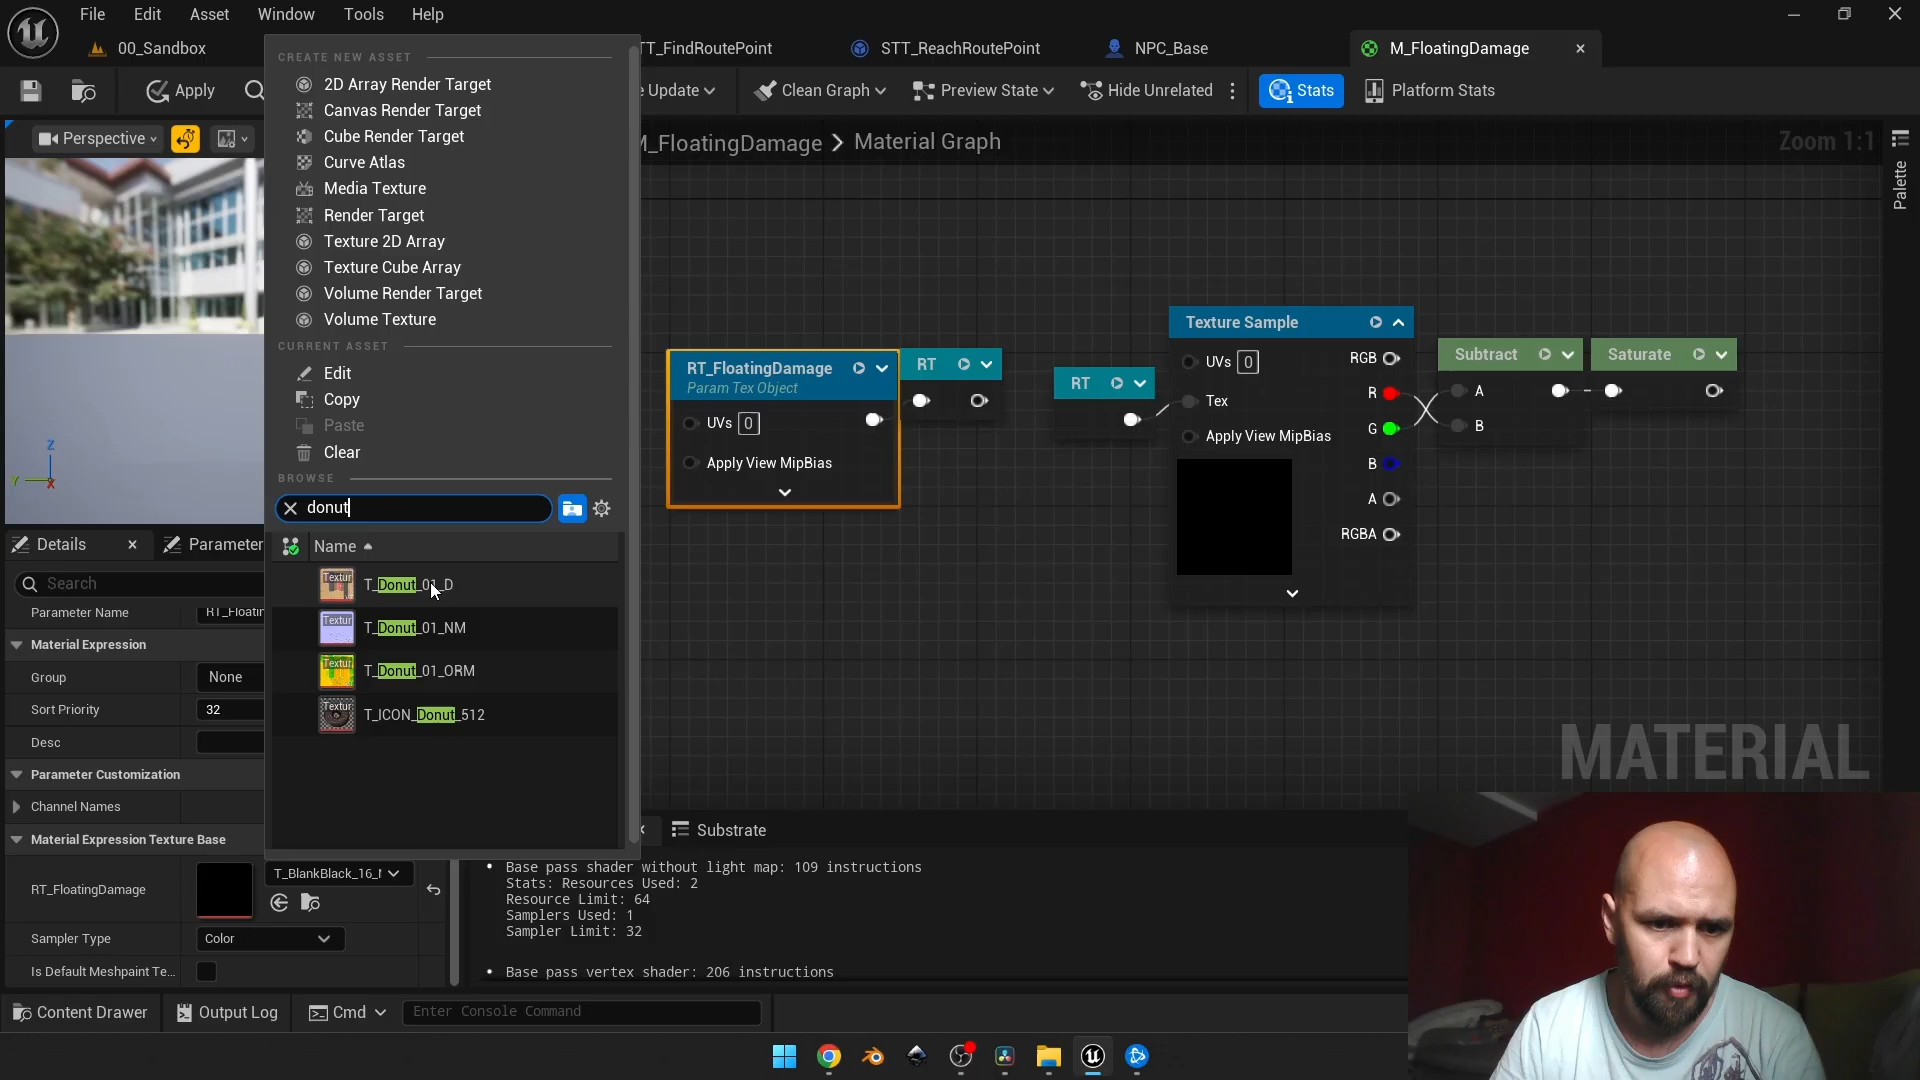 File Edit Asset Window Tools Help
00_Sandbox
TT_FindRoutePoint
STT_ReachRoutePoint
NPC_Base
M_FloatingDamage
Apply
e Update
Clean Graph
Preview State
Hide Unrelated
Stats
Platform Stats
Perspective
M_FloatingDamage > Material Graph
Zoom 1:1
Palette
CREATE NEW ASSET
2D Array Render Target
Canvas Render Target
Cube Render Target
Curve Atlas
Media Texture
Render Target
Texture 2D Array
Texture Cube Array
Volume Render Target
Volume Texture
CURRENT ASSET
Edit
Copy
Paste
Clear
BROWSE
donut
Name
Textur
T_Donut_01_D
Textur
T_Donut_01_NM
Textur
T_Donut_01_ORM
Textur
T_ICON_Donut_512
Z
Y
X
RT_FloatingDamage
Param Tex Object
UVs 0
Apply View MipBias
RT
RT
Texture Sample
UVs 0
Tex
Apply View MipBias
RGB
R
G
B
A
RGBA
Subtract
A
B
Saturate
MATERIAL
Details
Parameter
Search
Parameter Name RT_Floatin
Material Expression
Group None
Sort Priority 32
Desc
Parameter Customization
Channel Names
Material Expression Texture Base
RT_FloatingDamage
T_BlankBlack_16_
Sampler Type Color
Is Default Meshpaint Te...
Substrate
Base pass shader without light map: 109 instructions
Stats: Resources Used: 2
Resource Limit: 64
Samplers Used: 1
Sampler Limit: 32
Base pass vertex shader: 206 instructions
Content Drawer
Output Log
Cmd
Enter Console Command